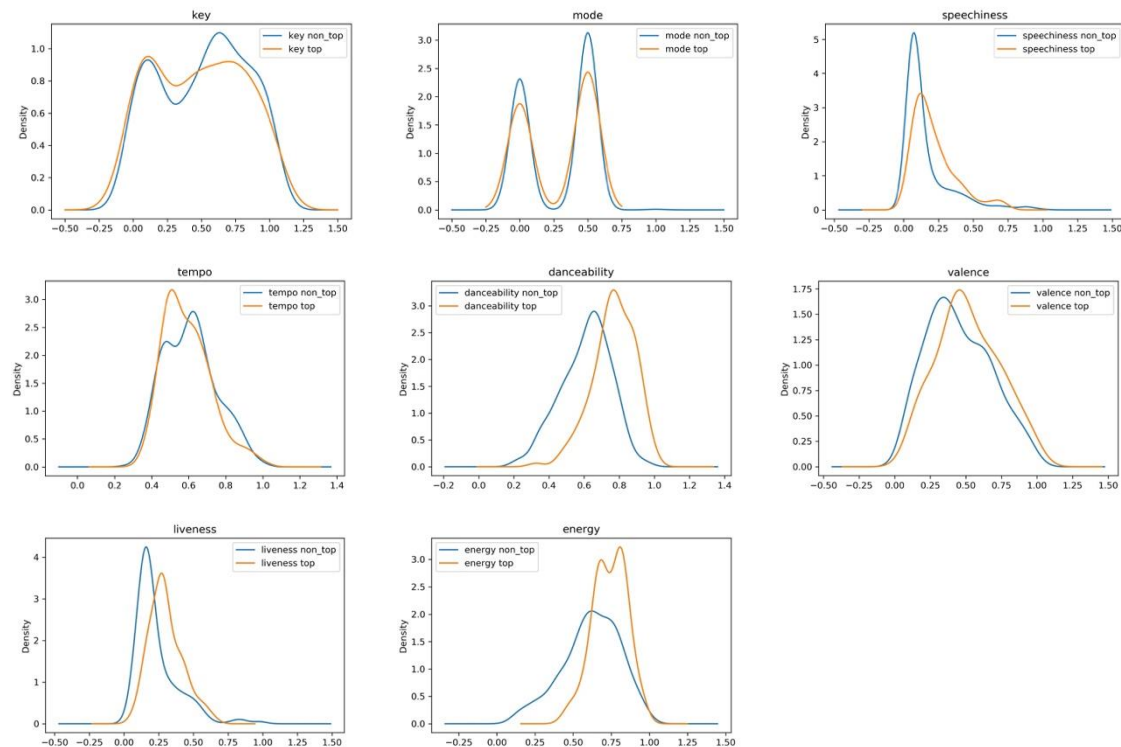 key
key non_top
key top
Density
1.0
0.8
0.6
0.4
0.2
0.0
−0.50 −0.25 0.00 0.25 0.50 0.75 1.00 1.25 1.50
mode
mode non_top
mode top
Density
3.0
2.5
2.0
1.5
1.0
0.5
0.0
−0.50 −0.25 0.00 0.25 0.50 0.75 1.00 1.25 1.50
speechiness
speechiness non_top
speechiness top
Density
5
4
3
2
1
0
−0.50 −0.25 0.00 0.25 0.50 0.75 1.00 1.25 1.50
tempo
tempo non_top
tempo top
Density
3.0
2.5
2.0
1.5
1.0
0.5
0.0
0.0 0.2 0.4 0.6 0.8 1.0 1.2 1.4
danceability
danceability non_top
danceability top
Density
3.0
2.5
2.0
1.5
1.0
0.5
0.0
−0.2 0.0 0.2 0.4 0.6 0.8 1.0 1.2 1.4
valence
valence non_top
valence top
Density
1.75
1.50
1.25
1.00
0.75
0.50
0.25
0.00
−0.50 −0.25 0.00 0.25 0.50 0.75 1.00 1.25 1.50
liveness
liveness non_top
liveness top
Density
4
3
2
1
0
−0.50 −0.25 0.00 0.25 0.50 0.75 1.00 1.25 1.50
energy
energy non_top
energy top
Density
3.0
2.5
2.0
1.5
1.0
0.5
0.0
−0.25 0.00 0.25 0.50 0.75 1.00 1.25 1.50